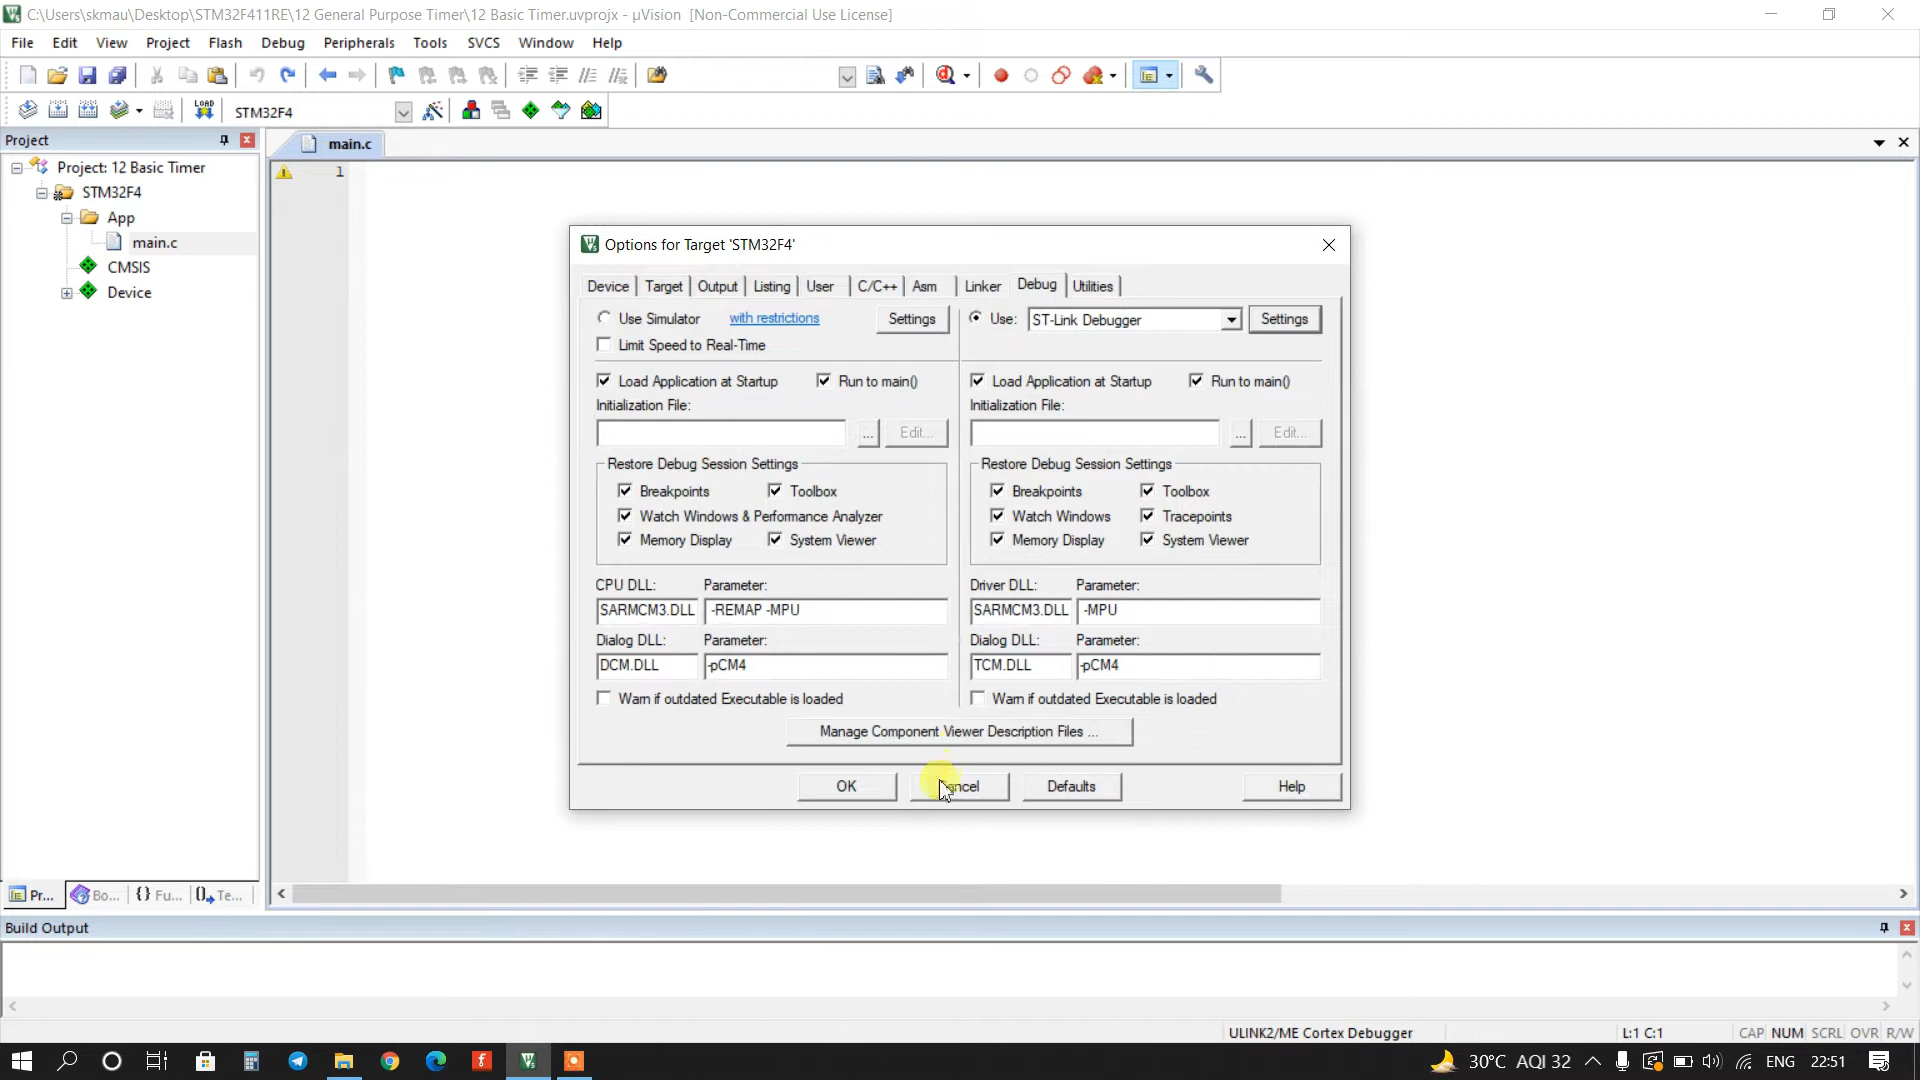 C:\Users\skmau\Desktop\STM32F411RE\12 General Purpose Timer\12 Basic Timer.uvprojx - µVision [Non-Commercial Use License]
File Edit View Project Flash Debug Peripherals Tools SVCS Window Help
LOAD STM32F4
Project
main.c
Project: 12 Basic Timer
1
STM32F4
App
main.c
CMSIS
Device
Options for Target 'STM32F4'
Device Target Output Listing User C/C++ Asm Linker Debug Utilities
Use Simulator with restrictions Settings Use: ST-Link Debugger Settings
Limit Speed to Real-Time
Load Application at Startup Run to main() Load Application at Startup Run to main()
Initialization File: Initialization File:
... Edit... ... Edit...
Restore Debug Session Settings Restore Debug Session Settings
Breakpoints Toolbox Breakpoints Toolbox
Watch Windows & Performance Analyzer Watch Windows Tracepoints
Memory Display System Viewer Memory Display System Viewer
CPU DLL: Parameter: Driver DLL: Parameter:
SARMCM3.DLL -REMAP -MPU SARMCM3.DLL -MPU
Dialog DLL: Parameter: Dialog DLL: Parameter:
DCM.DLL -pCM4 TCM.DLL -pCM4
Warn if outdated Executable is loaded Warn if outdated Executable is loaded
Manage Component Viewer Description Files ...
OK Defaults Help
Pr... Bo... {} Fu... Te...
Build Output
ULINK2/ME Cortex Debugger L:1 C:1 CAP NUM SCRL OVR R/W
30°C AQI 32 ENG 22:51